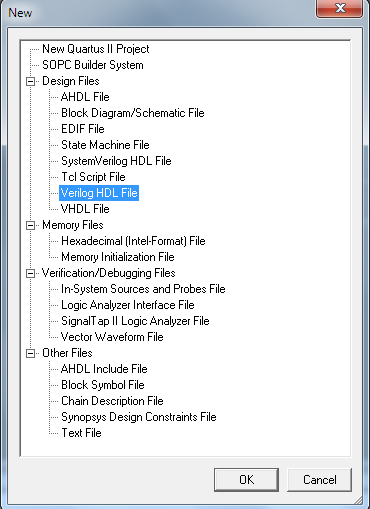 New
New Quartus II Project
SOPC Builder System
Design Files
AHDL File
Block Diagram/Schematic File
EDIF File
State Machine File
SystemVerilog HDL File
Tcl Script File
Verilog HDL File
VHDL File
Memory Files
Hexadecimal (Intel-Format) File
Memory Initialization File
Verification/Debugging Files
In-System Sources and Probes File
Logic Analyzer Interface File
SignalTap II Logic Analyzer File
Vector Waveform File
Other Files
AHDL Include File
Block Symbol File
Chain Description File
Synopsys Design Constraints File
Text File
OK Cancel